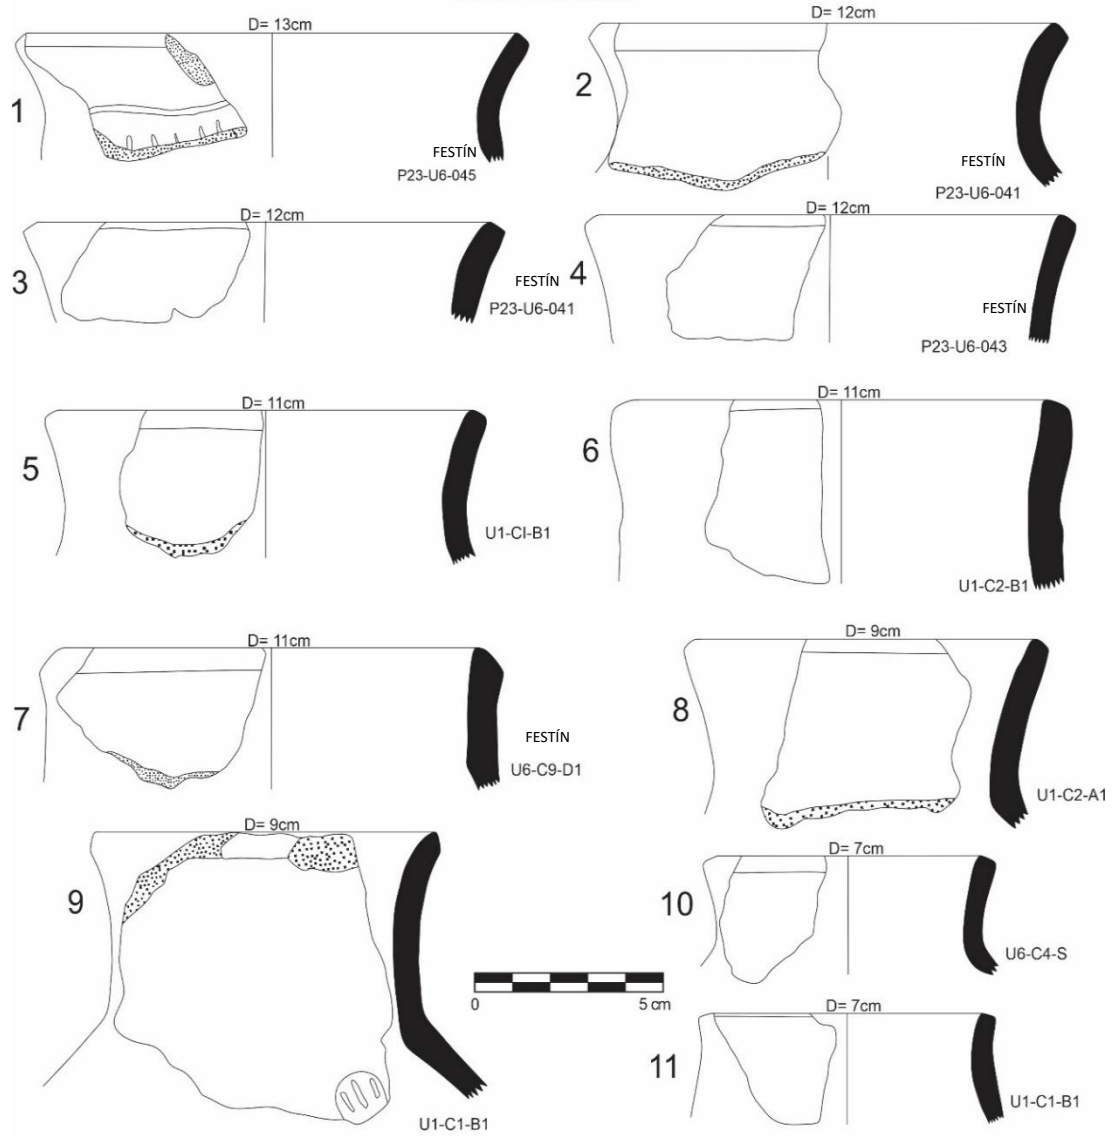 D= 13cm
1
FESTÍN
P23-U6-045
D= 12cm
2
FESTÍN
P23-U6-041
D= 12cm
3
FESTÍN
P23-U6-041
D= 12cm
4
FESTÍN
P23-U6-043
D= 11cm
5
U1-CI-B1
D= 11cm
6
U1-C2-B1
D= 11cm
7
FESTÍN
U6-C9-D1
D= 9cm
8
U1-C2-A1
D= 9cm
9
U1-C1-B1
0 5 cm
D= 7cm
10
U6-C4-S
D= 7cm
11
U1-C1-B1